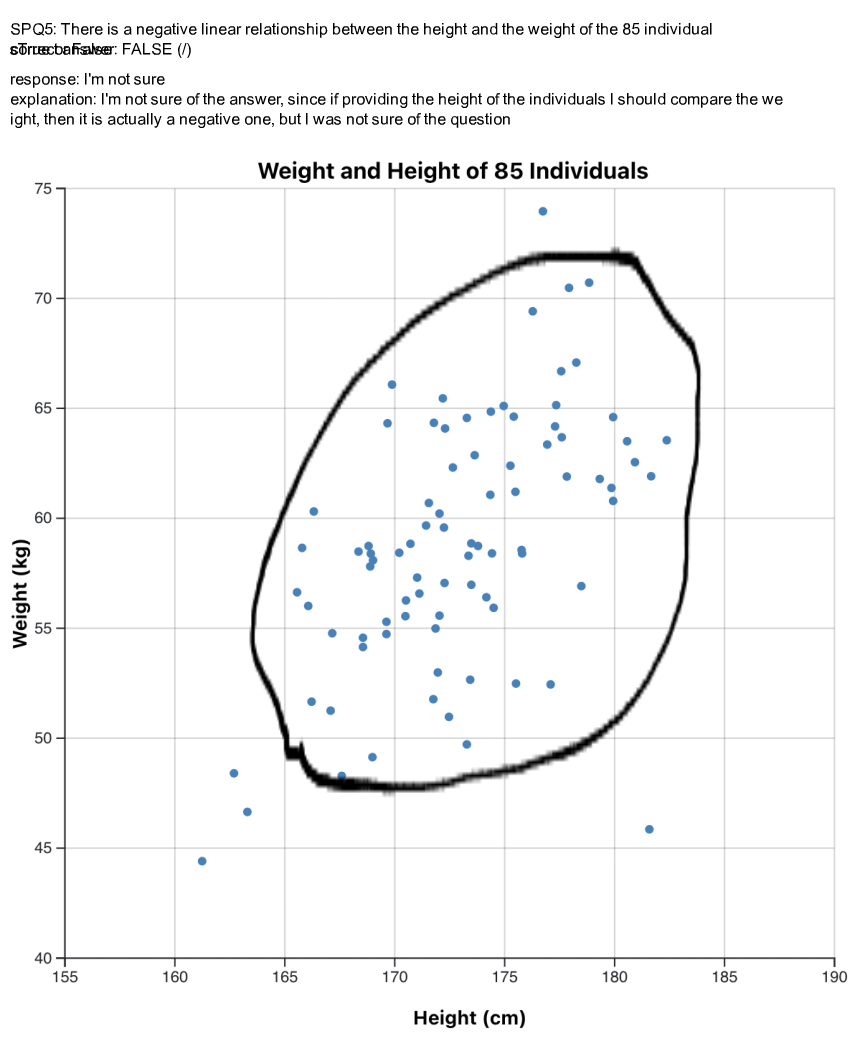 SPQ5: There is a negative linear relationship between the height and the weight of the 85 individual
correct answer: FALSE (/)
response: I'm not sure
explanation: I'm not sure of the answer, since if providing the height of the individuals I should compare the we
ight, then it is actually a negative one, but I was not sure of the question
Weight and Height of 85 Individuals
75
70
65
60
55
50
45
40
Weight (kg)
155 160 165 170 175 180 185 190
Height (cm)